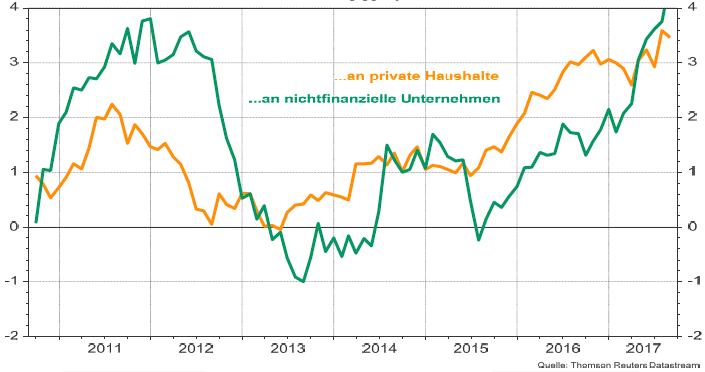 4 4
3 3
...an private Haushalte
...an nichtfinanzielle Unternehmen
2 2
1 1
0 0
-1 -1
-2 -2
2011 2012 2013 2014 2015 2016 2017
Quelle: Thomson Reuters Datastream